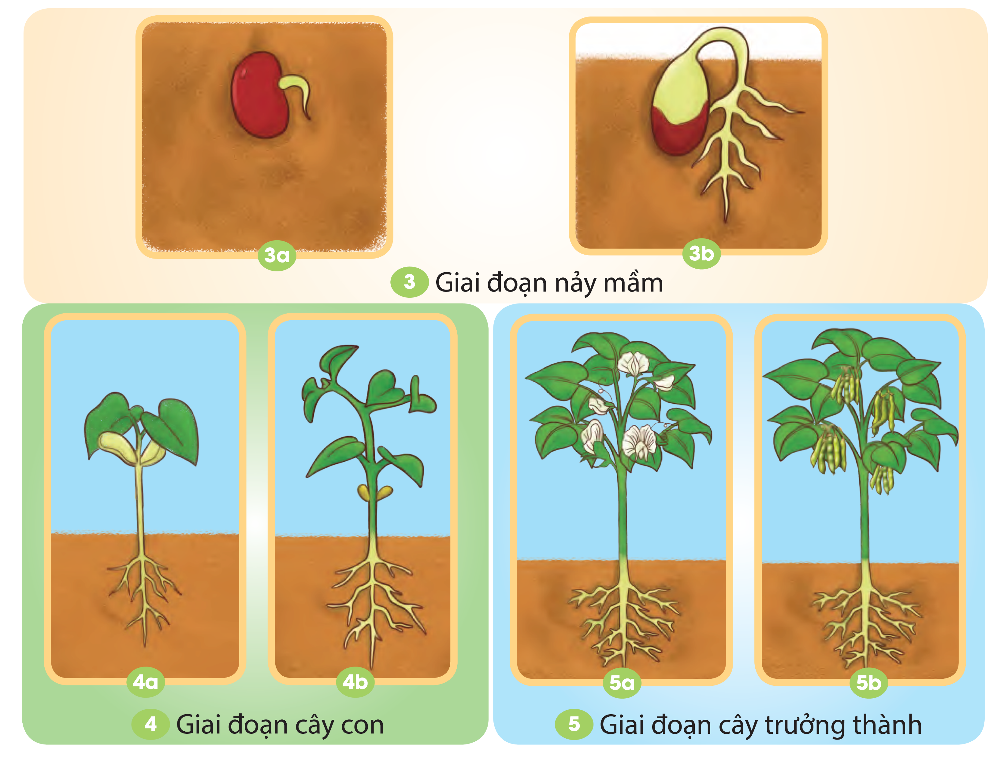 3a
3b
3 Giai đoạn nảy mầm
4a
4b
5a
5b
4 Giai đoạn cây con
5 Giai đoạn cây trưởng thành